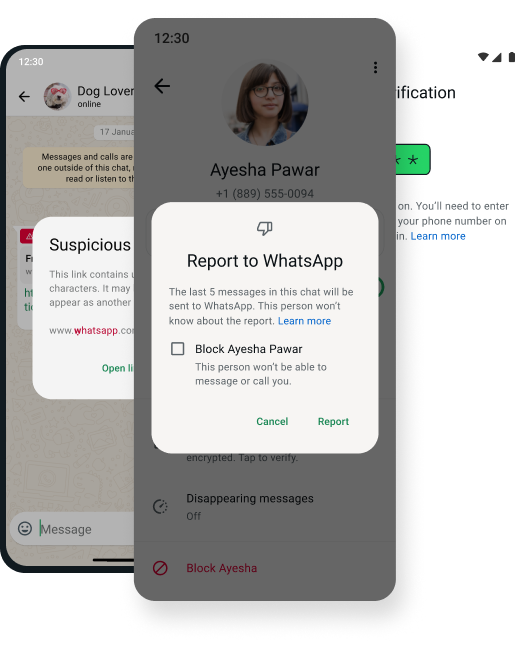 12:30
Dog Lover
online
17 Janua
Messages and calls are
one outside of this chat,
read or listen to th
Suspicious
This link contains u
characters. It may
appear as another
www.ẉhatsapp.co
Open li
Message
12:30
Ayesha Pawar
+1 (889) 555-0094
Report to WhatsApp
The last 5 messages in this chat will be
sent to WhatsApp. This person won't
know about the report. Learn more
Block Ayesha Pawar
This person won't be able to
message or call you.
Cancel
Report
encrypted. Tap to verify.
Disappearing messages
Off
Block Ayesha
ification
* *
on. You'll need to enter
your phone number on
in. Learn more